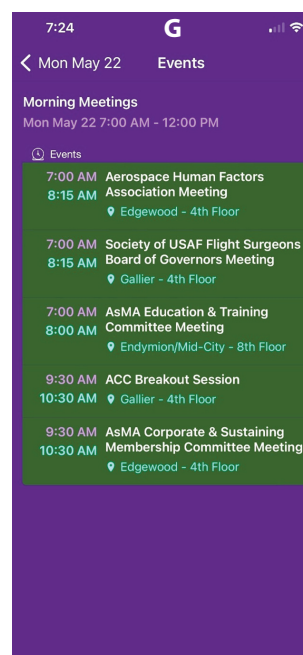 7:24
G
Mon May 22 Events
Morning Meetings
Mon May 22 7:00 AM - 12:00 PM
Events
7:00 AM Aerospace Human Factors
8:15 AM Association Meeting
Edgewood - 4th Floor
7:00 AM Society of USAF Flight Surgeons
8:15 AM Board of Governors Meeting
Gallier - 4th Floor
7:00 AM AsMA Education & Training
8:00 AM Committee Meeting
Endymion/Mid-City - 8th Floor
9:30 AM ACC Breakout Session
10:30 AM Gallier - 4th Floor
9:30 AM AsMA Corporate & Sustaining
10:30 AM Membership Committee Meeting
Edgewood - 4th Floor